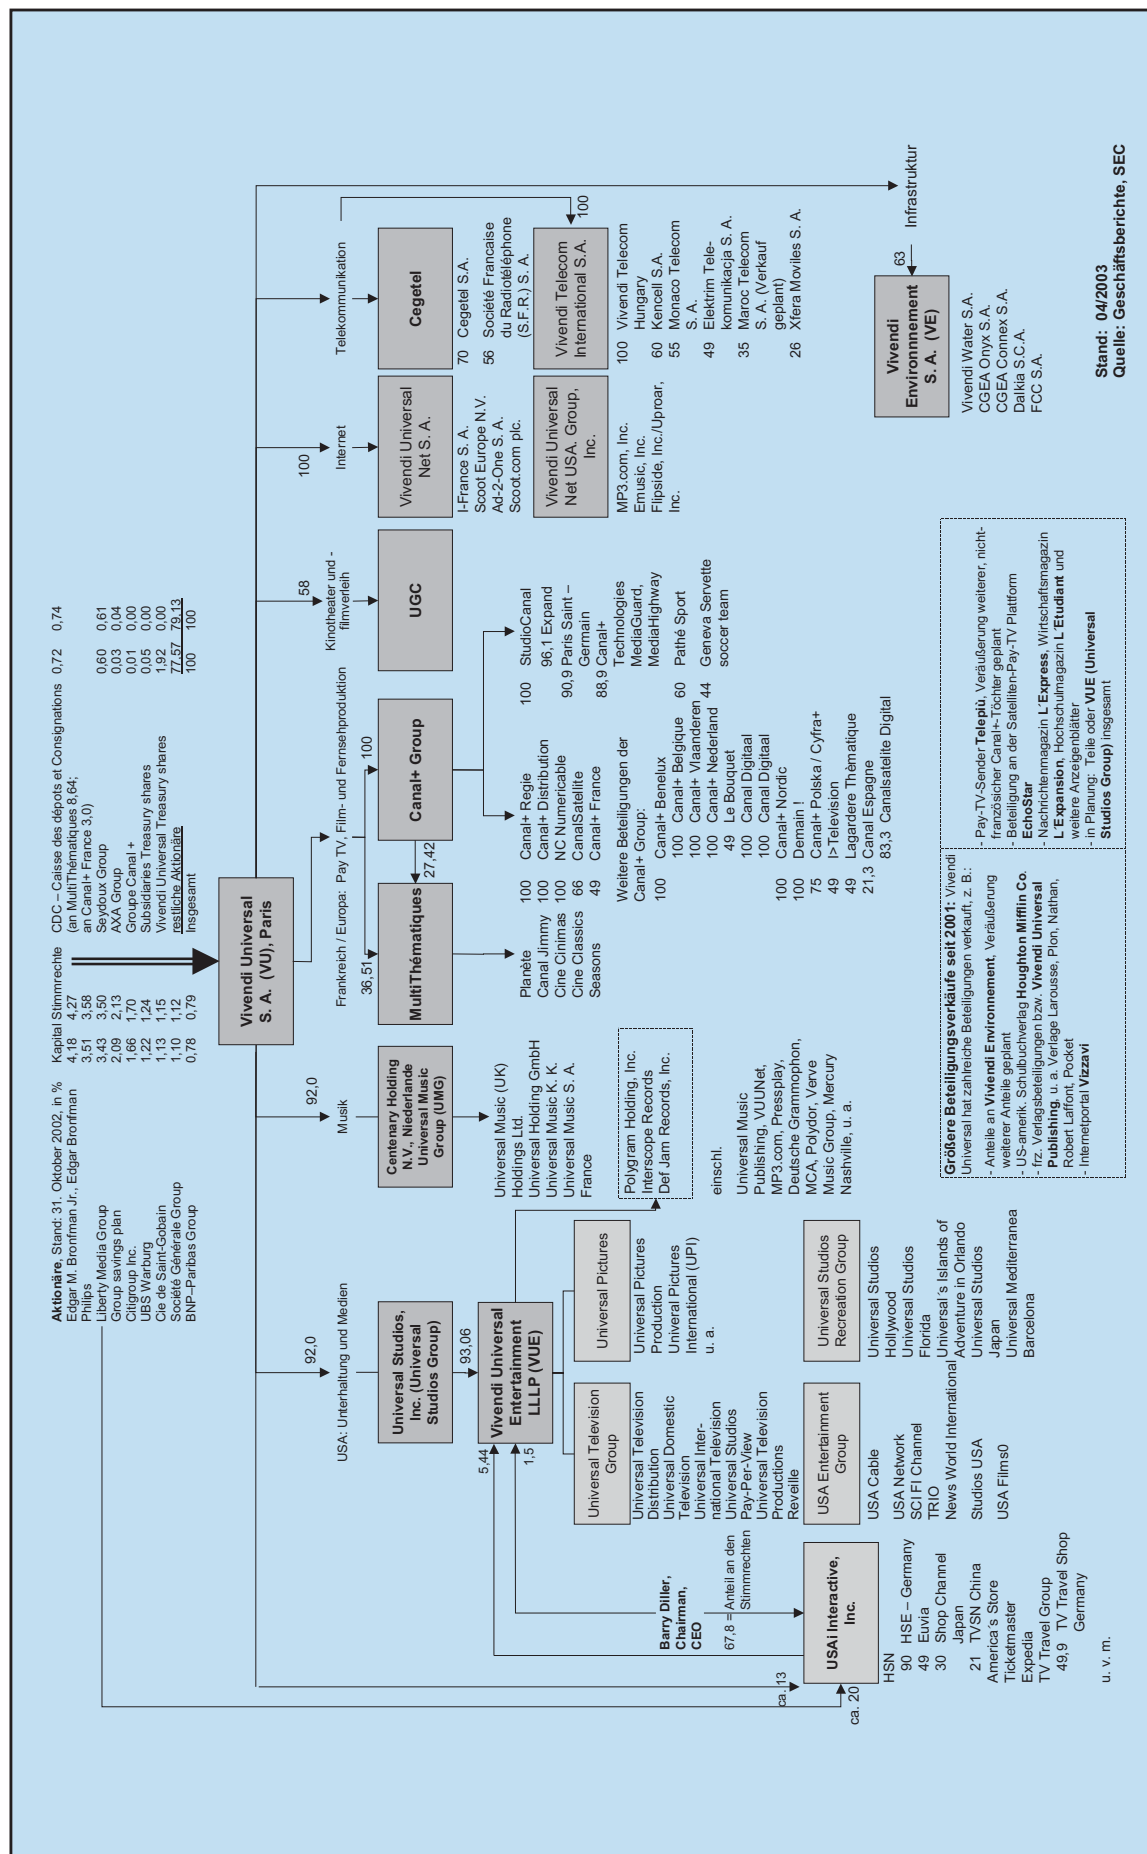 Aktionäre, Stand: 31. Oktober 2002, in %
Kapital Stimmrechte
Edgar M. Bronfman Jr., Edgar Bronfman 4,18 4,27
Philips 3,51 3,58
Liberty Media Group 3,43 3,50
Group savings plan 2,09 2,13
Citigroup Inc. 1,66 1,70
UBS Warburg 1,22 1,24
Cie de Saint-Gobain 1,13 1,15
Société Générale Group 1,10 1,12
BNP–Paribas Group 0,78 0,79
CDC – Caisse des dépots et Consignations 0,72 0,74
(an MultiThématiques 8,64;
an Canal+ France 3,0)
Seydoux Group 0,60 0,61
AXA Group 0,03 0,04
Groupe Canal + 0,01 0,00
Subsidiaries Treasury shares 0,05 0,00
Vivendi Universal Treasury shares 1,92 0,00
restliche Aktionäre 77,57 79,13
Insgesamt 100 100
Vivendi Universal
S. A. (VU), Paris
92,0
USA: Unterhaltung und Medien
Universal Studios,
Inc. (Universal
Studios Group)
93,06
5,44
1,5
Vivendi Universal
Entertainment
LLLP (VUE)
Universal Television
Group
Universal Television
Distribution
Universal Domestic
Television
Universal Inter-
national Television
Universal Studios
Pay-Per-View
Universal Television
Productions
Reveille
Universal Pictures
Universal Pictures
Production
Univeral Pictures
International (UPI)
u. a.
USA Entertainment
Group
USA Cable
USA Network
SCI FI Channel
TRIO
News World International
Studios USA
USA Films0
Universal Studios
Recreation Group
Universal Studios
Hollywood
Universal Studios
Florida
Universal's Islands of
Adventure in Orlando
Universal Studios
Japan
Universal Mediterranea
Barcelona
Barry Diller,
Chairman,
CEO
67,8 = Anteil an den
Stimmrechten
ca. 13
ca. 20
USAi Interactive,
Inc.
HSN
90 HSE – Germany
49 Euvia
30 Shop Channel
Japan
21 TVSN China
America´s Store
Ticketmaster
Expedia
TV Travel Group
49,9 TV Travel Shop
Germany
u. v. m.
92,0
Musik
Centenary Holding
N.V., Niederlande
Universal Music
Group (UMG)
Universal Music (UK)
Holdings Ltd.
Universal Holding GmbH
Universal Music K. K.
Universal Music S. A.
France
Polygram Holding, Inc.
Interscope Records
Def Jam Records, Inc.
einschl.
Universal Music
Publishing, VUUNet,
MP3.com, Pressplay,
Deutsche Grammophon,
MCA, Polydor, Verve
Music Group, Mercury
Nashville, u. a.
Frankreich / Europa: Pay TV, Film- und Fernsehproduktion
36,51
100
MultiThématiques
27,42
Canal+ Group
Planète
Canal Jimmy
Cine Cinimas
Cine Classics
Seasons
100 Canal+ Regie
100 Canal+ Distribution
100 NC Numericable
66 CanalSatellite
49 Canal+ France
Weitere Beteiligungen der
Canal+ Group:
100 Canal+ Benelux
100 Canal+ Belgique
100 Canal+ Vlaanderen
100 Canal+ Nederland
49 Le Bouquet
100 Canal Digitaal
100 Canal Digitaal
100 Canal+ Nordic
100 Demain !
75 Canal+ Polska / Cyfra+
49 I>Television
49 Lagardere Thématique
21,3 Canal Espagne
83,3 Canalsatelite Digital
100 StudioCanal
96,1 Expand
90,9 Paris Saint –
Germain
88,9 Canal+
Technologies
MediaGuard,
MediaHighway
60 Pathé Sport
44 Geneva Servette
soccer team
58
Kinotheater und -
filmverleih
UGC
100
Internet
Vivendi Universal
Net S. A.
I-France S. A.
Scoot Europe N.V.
Ad-2-One S. A.
Scoot.com plc.
Vivendi Universal
Net USA. Group,
Inc.
MP3.com, Inc.
Emusic, Inc.
Flipside, Inc./Uproar,
Inc.
Telekommunikation
Cegetel
70 Cegetel S.A.
56 Société Francaise
du Radiotéléphone
(S.F.R.) S. A.
100
Vivendi Telecom
International S.A.
100 Vivendi Telecom
Hungary
60 Kencell S.A.
55 Monaco Telecom
S. A.
49 Elektrim Tele-
komunikacja S. A.
35 Maroc Telecom
S. A. (Verkauf
geplant)
26 Xfera Moviles S. A.
Infrastruktur
63
Vivendi
Environnnement
S. A. (VE)
Vivendi Water S.A.
CGEA Onyx S.A.
CGEA Connex S.A.
Dalkia S.C.A.
FCC S.A.
Größere Beteiligungsverkäufe seit 2001: Vivendi
Universal hat zahlreiche Beteiligungen verkauft, z. B.:
- Anteile an Viviendi Environnement, Veräußerung
weiterer Anteile geplant
- US-amerik. Schulbuchverlag Houghton Mifflin Co.
- frz. Verlagsbeteiligungen bzw. Vivendi Universal
Publishing, u. a. Verlage Larousse, Plon, Nathan,
Robert Laffont, Pocket
- Internetportal Vizzavi
- Pay-TV-Sender Telepiù, Veräußerung weiterer, nicht-
französicher Canal+-Töchter geplant
- Beteiligung an der Satelliten-Pay-TV Plattform
EchoStar
- Nachrichtenmagazin L´Express, Wirtschaftsmagazin
L´Expansion, Hochschulmagazin L´Etudiant und
weitere Anzeigenblätter
- in Planung: Teile oder VUE (Universal
Studios Group) insgesamt
Stand: 04/2003
Quelle: Geschäftsberichte, SEC